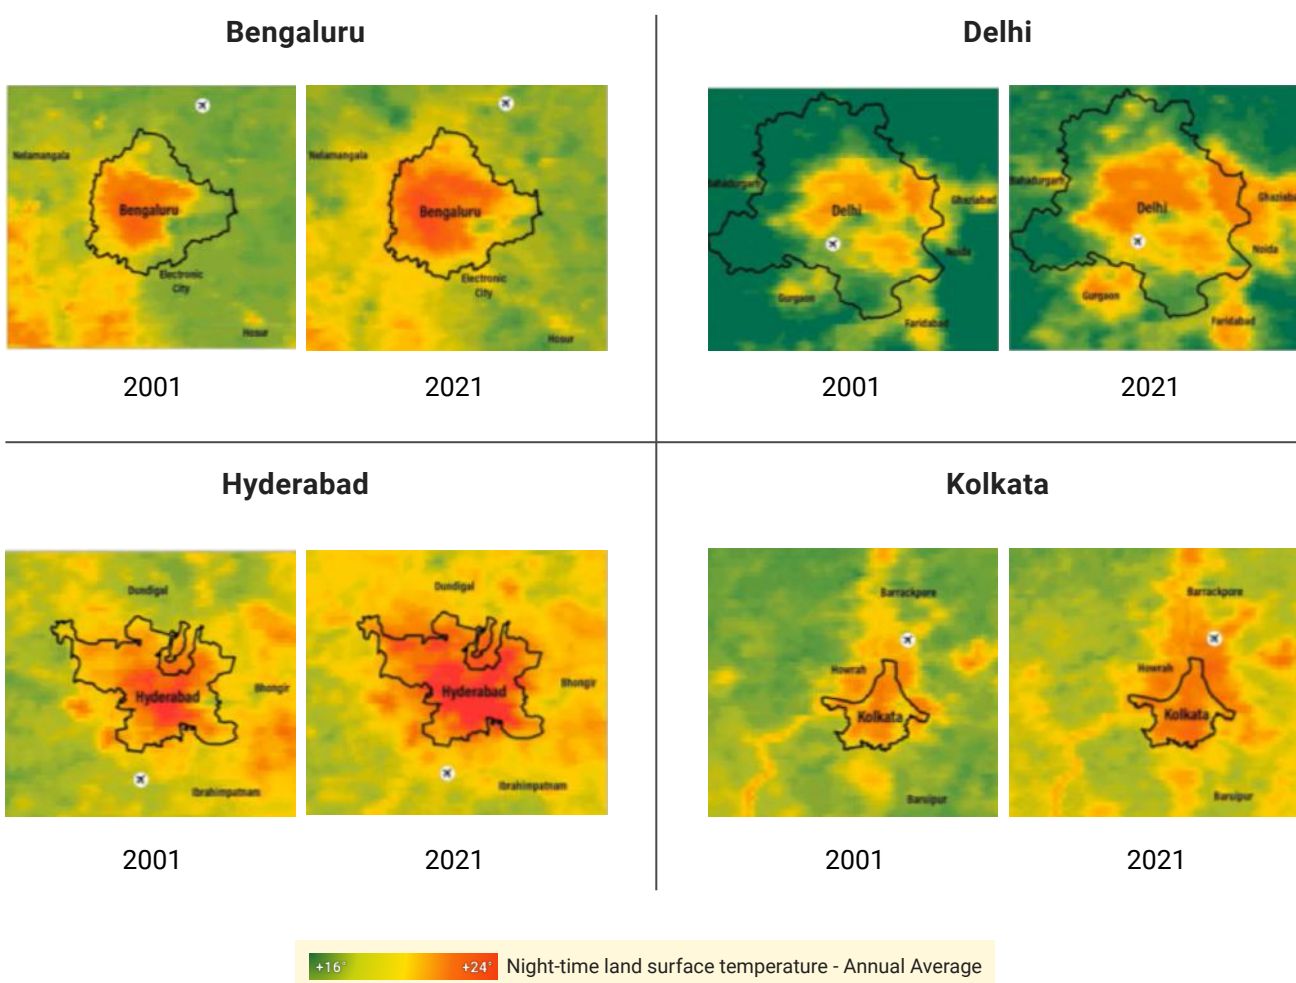 Bengaluru
Delhi
Nelamangala
Bengaluru
Electronic
City
Hosur
Nelamangala
Bengaluru
Electronic
City
Hosur
Bahadurgarh
Delhi
Ghaziabad
Noida
Gurgaon
Faridabad
Bahadurgarh
Delhi
Ghaziaba
Noida
Gurgaon
Faridabad
2001
2021
2001
2021
Hyderabad
Kolkata
Dundigal
Hyderabad
Bhongir
Ibrahimpatnam
Dundigal
Hyderabad
Bhongir
Ibrahimpatnam
Barrackpore
Howrah
Kolkata
Baruipur
Barrackpore
Howrah
Kolkata
Baruipur
2001
2021
2001
2021
+16° +24° Night-time land surface temperature - Annual Average